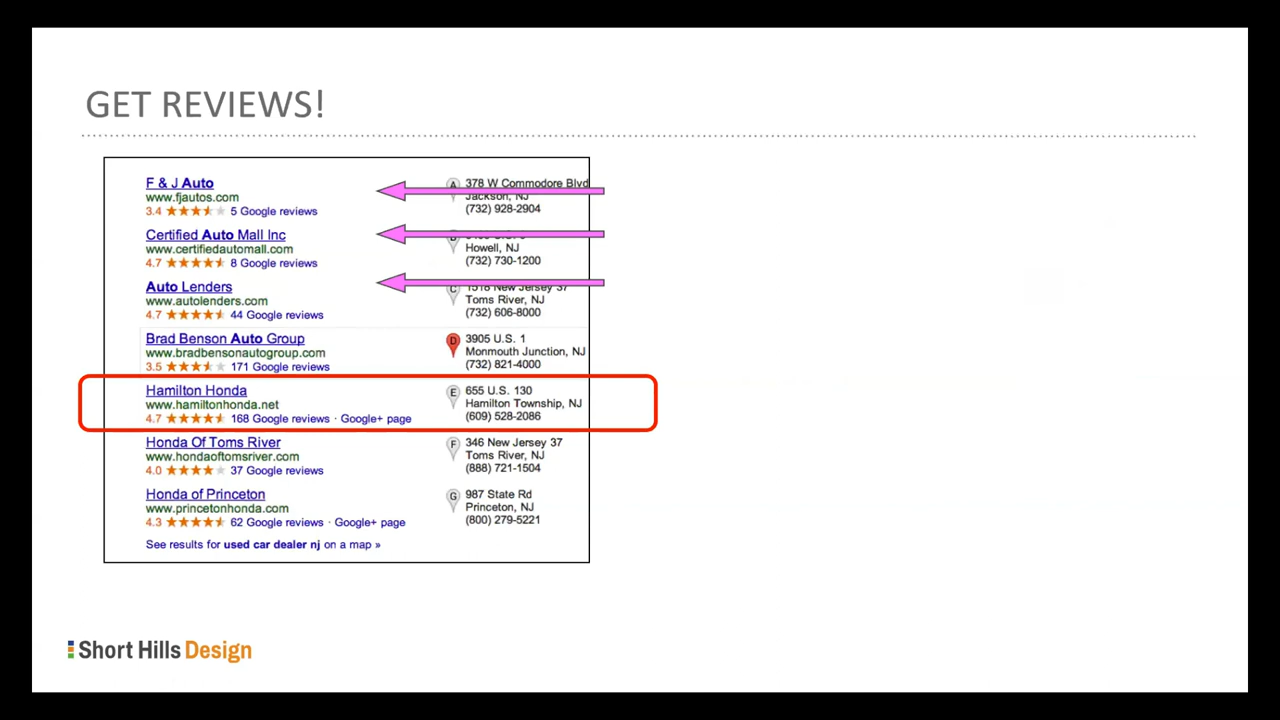 GET REVIEWS!
F & J Auto
www.fjautos.com
3.4 5 Google reviews
A 378 W Commodore Blvd
Jackson, NJ
(732) 928-2904
Certified Auto Mall Inc
www.certifiedautomall.com
4.7 8 Google reviews
Howell, NJ
(732) 730-1200
Auto Lenders
www.autolenders.com
4.7 44 Google reviews
C 1518 New Jersey 37
Toms River, NJ
(732) 606-8000
Brad Benson Auto Group
www.bradbensonautogroup.com
3.5 171 Google reviews
D 3905 U.S. 1
Monmouth Junction, NJ
(732) 821-4000
Hamilton Honda
www.hamiltonhonda.net
4.7 168 Google reviews · Google+ page
E 655 U.S. 130
Hamilton Township, NJ
(609) 528-2086
Honda Of Toms River
www.hondaoftomsriver.com
4.0 37 Google reviews
F 346 New Jersey 37
Toms River, NJ
(888) 721-1504
Honda of Princeton
www.princetonhonda.com
4.3 62 Google reviews · Google+ page
G 987 State Rd
Princeton, NJ
(800) 279-5221
See results for used car dealer nj on a map »
Short Hills Design